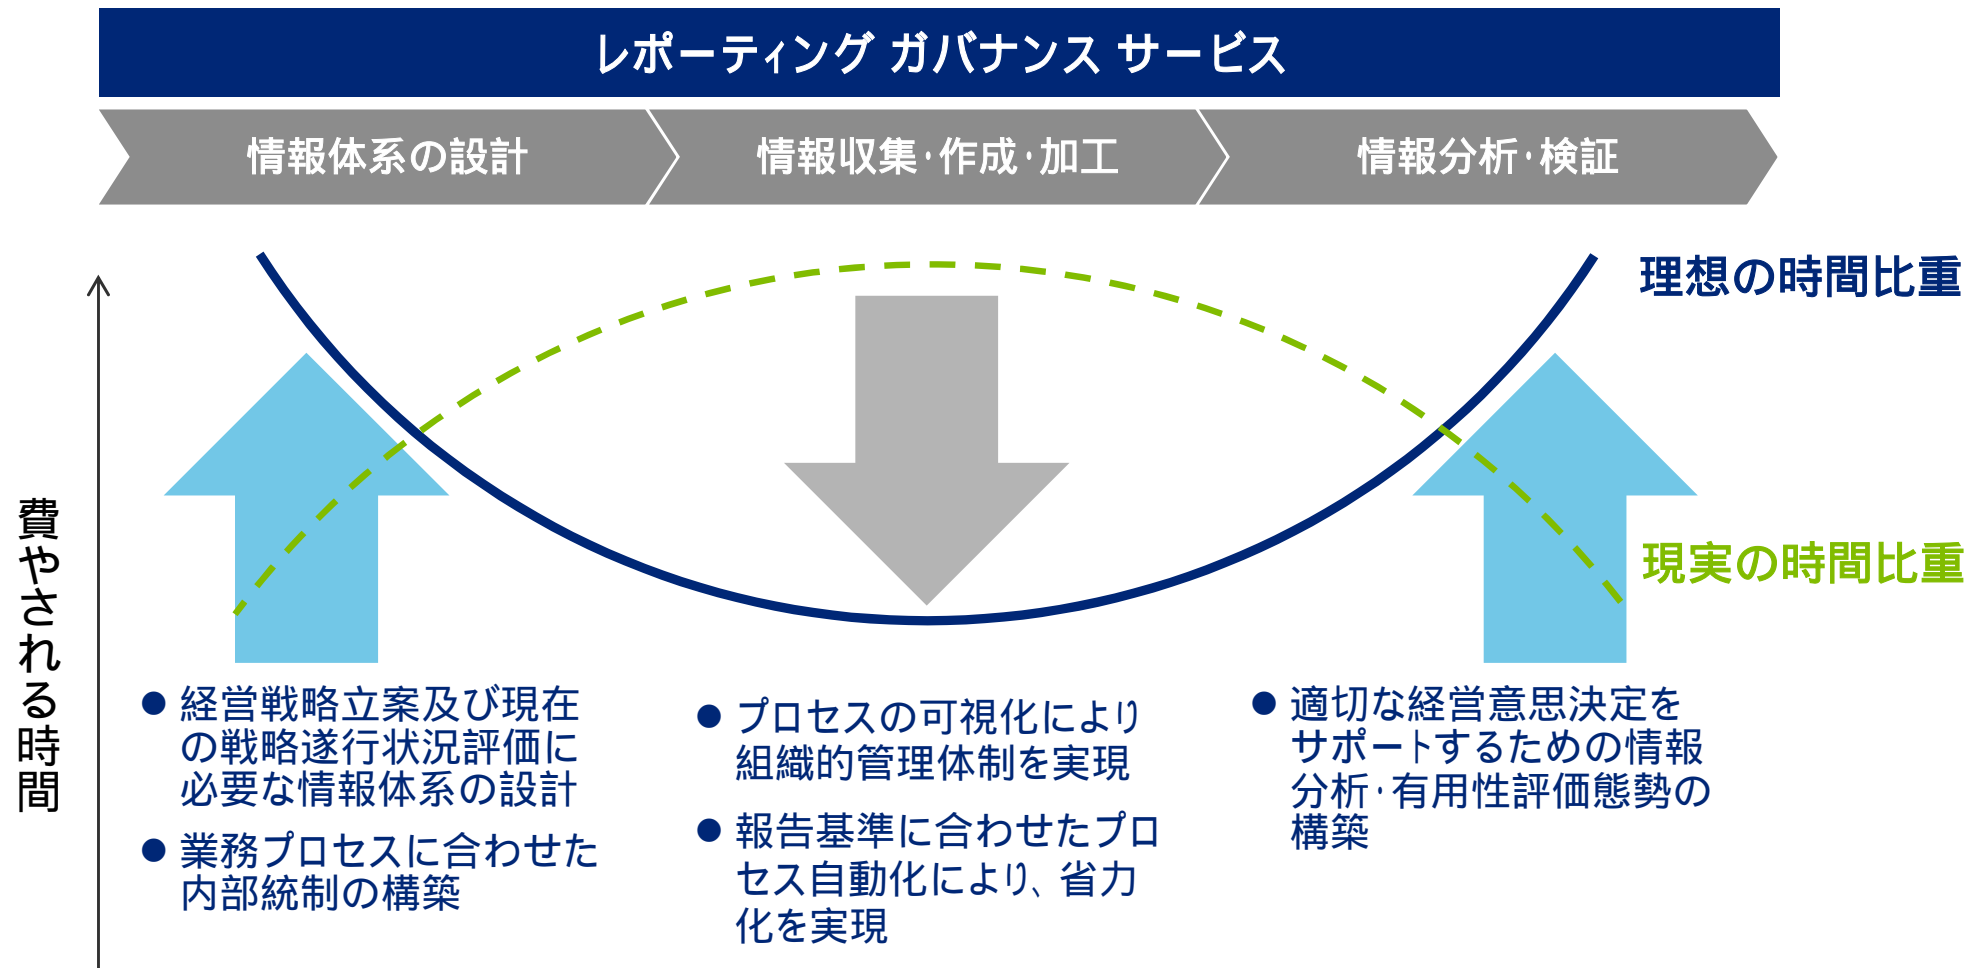 レポーティング ガバナンス サービス
情報体系の設計
情報収集・作成・加工
情報分析・検証
理想の時間比重
現実の時間比重
費やされる時間
● 経営戦略立案及び現在
の戦略遂行状況評価に
必要な情報体系の設計
● 業務プロセスに合わせた
内部統制の構築
● プロセスの可視化により
組織的管理体制を実現
● 報告基準に合わせたプロ
セス自動化により、省力
化を実現
● 適切な経営意思決定を
サポートするための情報
分析・有用性評価態勢の
構築